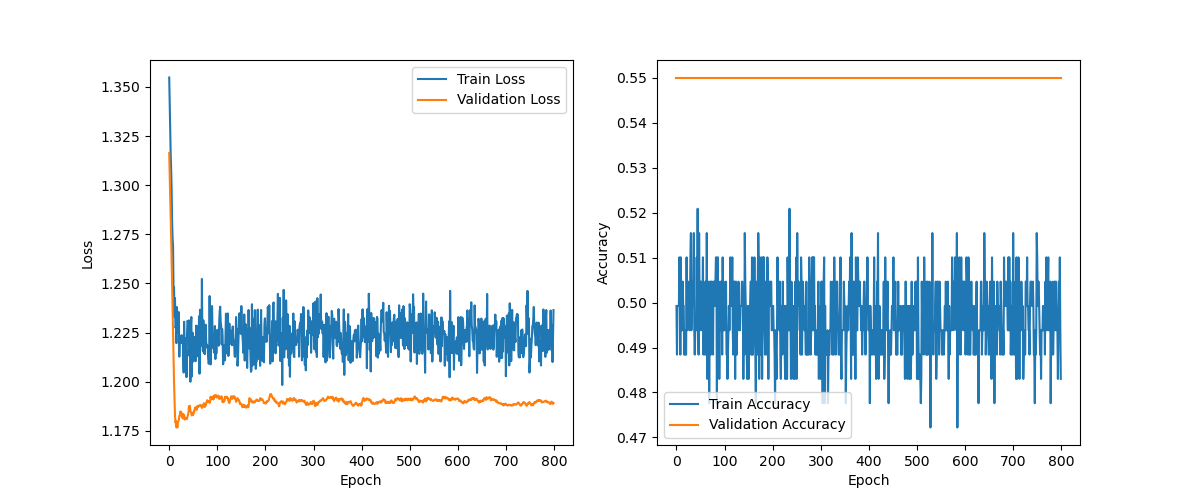 1.350
1.325
1.300
1.275
1.250
1.225
1.200
1.175
Loss
0 100 200 300 400 500 600 700 800
Epoch
Train Loss
Validation Loss
0.55
0.54
0.53
0.52
0.51
0.50
0.49
0.48
0.47
Accuracy
0 100 200 300 400 500 600 700 800
Epoch
Train Accuracy
Validation Accuracy